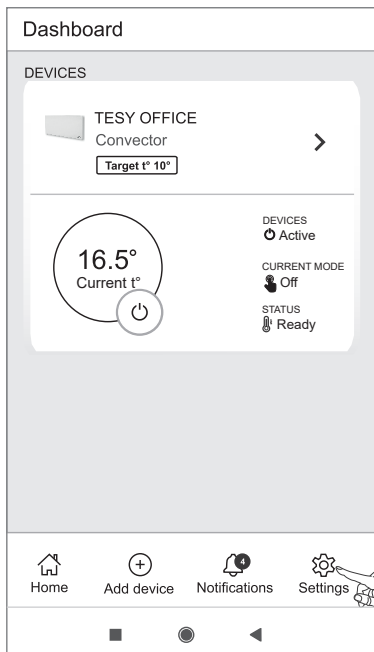 Dashboard
DEVICES
TESY OFFICE
Convector
Target t° 10°
16.5°
Current t°
DEVICES
Active
CURRENT MODE
Off
STATUS
Ready
4
Home
Add device
Notifications
Settings